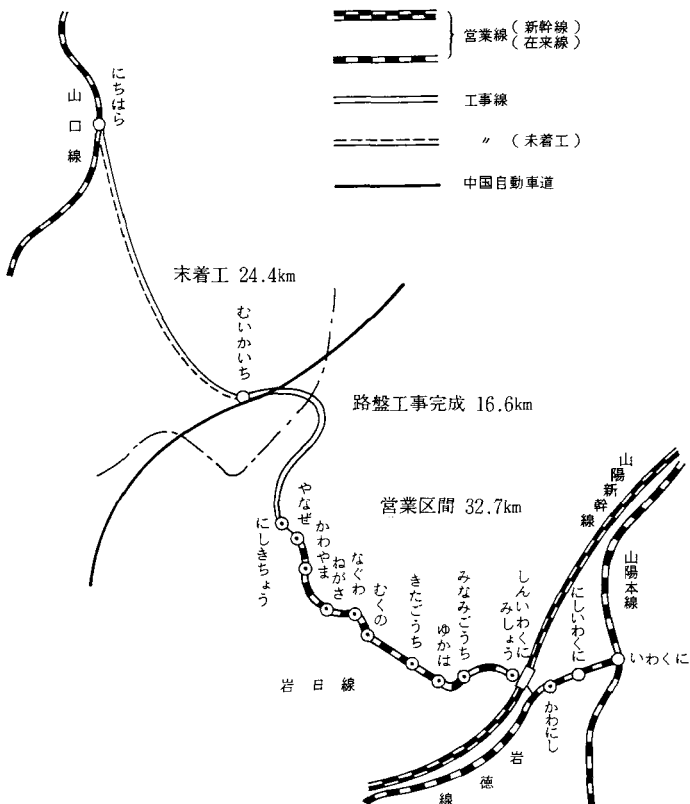 営業線(新幹線)
(在来線)
工事線
〃 (未着工)
中国自動車道
にちはら
山口線
末着工 24.4km
むいかいち
路盤工事完成 16.6km
営業区間 32.7km
にしきちょう
やなぜ
かわやま
ねがさ
なぐわ
むくの
きたごうち
ゆかは
みなみごうち
みしょう
しんいわくに
山陽新幹線
山陽本線
にしいわくに
いわくに
かわにし
岩日線
岩徳線